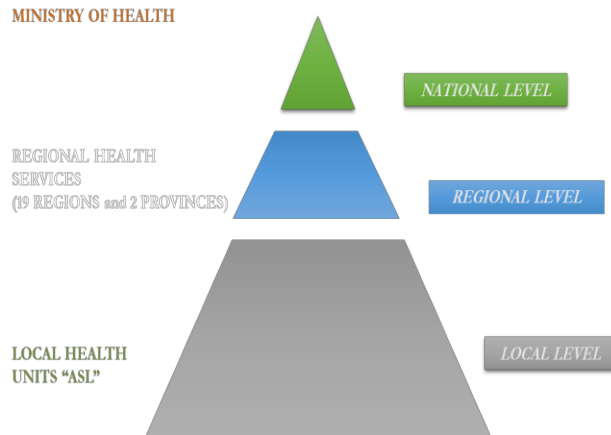 MINISTRY OF HEALTH
NATIONAL LEVEL
REGIONAL HEALTH
SERVICES
(19 REGIONS and 2 PROVINCES)
REGIONAL LEVEL
LOCAL HEALTH
UNITS “ASL”
LOCAL LEVEL